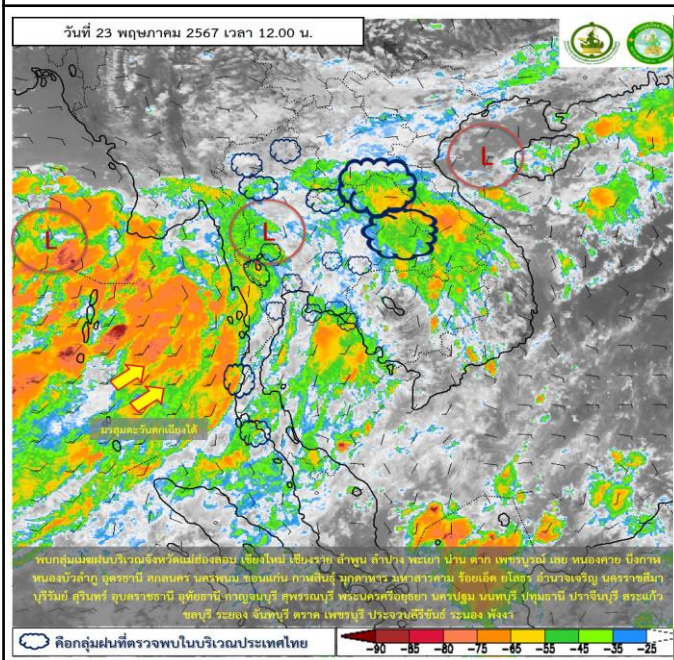 วันที่ 23 พฤษภาคม 2567 เวลา 12.00 น.
L
L
L
มรสุมตะวันตกเฉียงใต้
พบกลุ่มเมฆฝนบริเวณจังหวัดแม่ฮ่องสอน เชียงใหม่ เชียงราย ลำพูน ลำปาง พะเยา น่าน ตาก เพชรบูรณ์ เลย หนองคาย บึงกาฬ
หนองบัวลำภู อุดรธานี สกลนคร นครพนม ขอนแก่น กาฬสินธุ์ มุกดาหาร มหาสารคาม ร้อยเอ็ด ยโสธร อำนาจเจริญ นครราชสีมา
บุรีรัมย์ สุรินทร์ อุบลราชธานี อุทัยธานี กาญจนบุรี สุพรรณบุรี พระนครศรีอยุธยา นครปฐม นนทบุรี ปทุมธานี ปราจีนบุรี สระแก้ว
ชลบุรี ระยอง จันทบุรี ตราด เพชรบุรี ประจวบคีรีขันธ์ ระนอง พังงา
คือกลุ่มฝนที่ตรวจพบในบริเวณประเทศไทย
-90 -85 -80 -75 -65 -55 -45 -35 -25